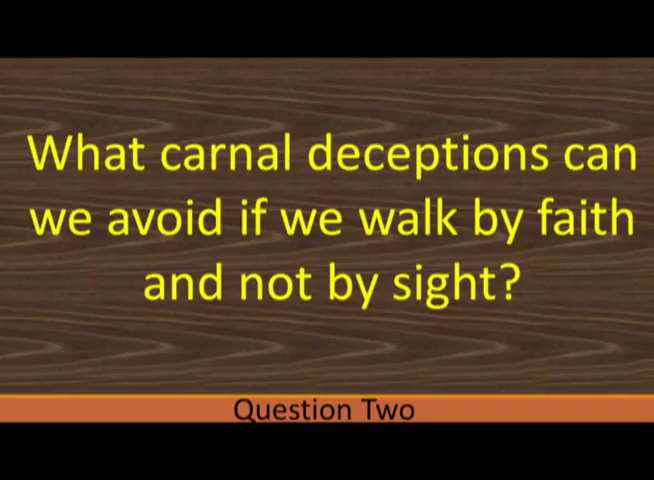 What carnal deceptions can
we avoid if we walk by faith
and not by sight?
Question Two